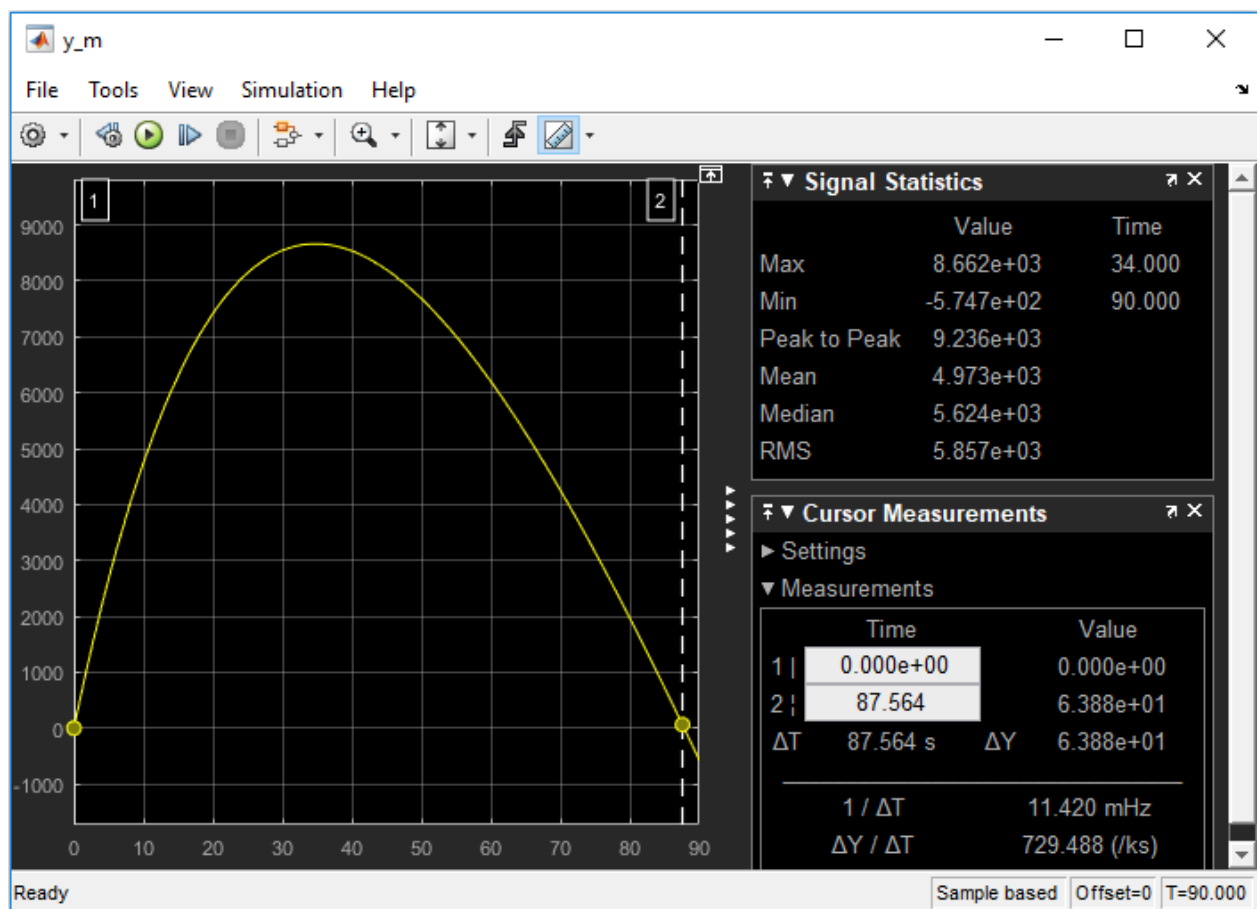 y_m
File Tools View Simulation Help
1
2
9000
8000
7000
6000
5000
4000
3000
2000
1000
0
-1000
0 10 20 30 40 50 60 70 80 90
Signal Statistics
Value Time
Max 8.662e+03 34.000
Min -5.747e+02 90.000
Peak to Peak 9.236e+03
Mean 4.973e+03
Median 5.624e+03
RMS 5.857e+03
Cursor Measurements
Settings
Measurements
Time Value
1 | 0.000e+00 0.000e+00
2 ¦ 87.564 6.388e+01
ΔT 87.564 s ΔY 6.388e+01
1 / ΔT 11.420 mHz
ΔY / ΔT 729.488 (/ks)
Ready Sample based Offset=0 T=90.000